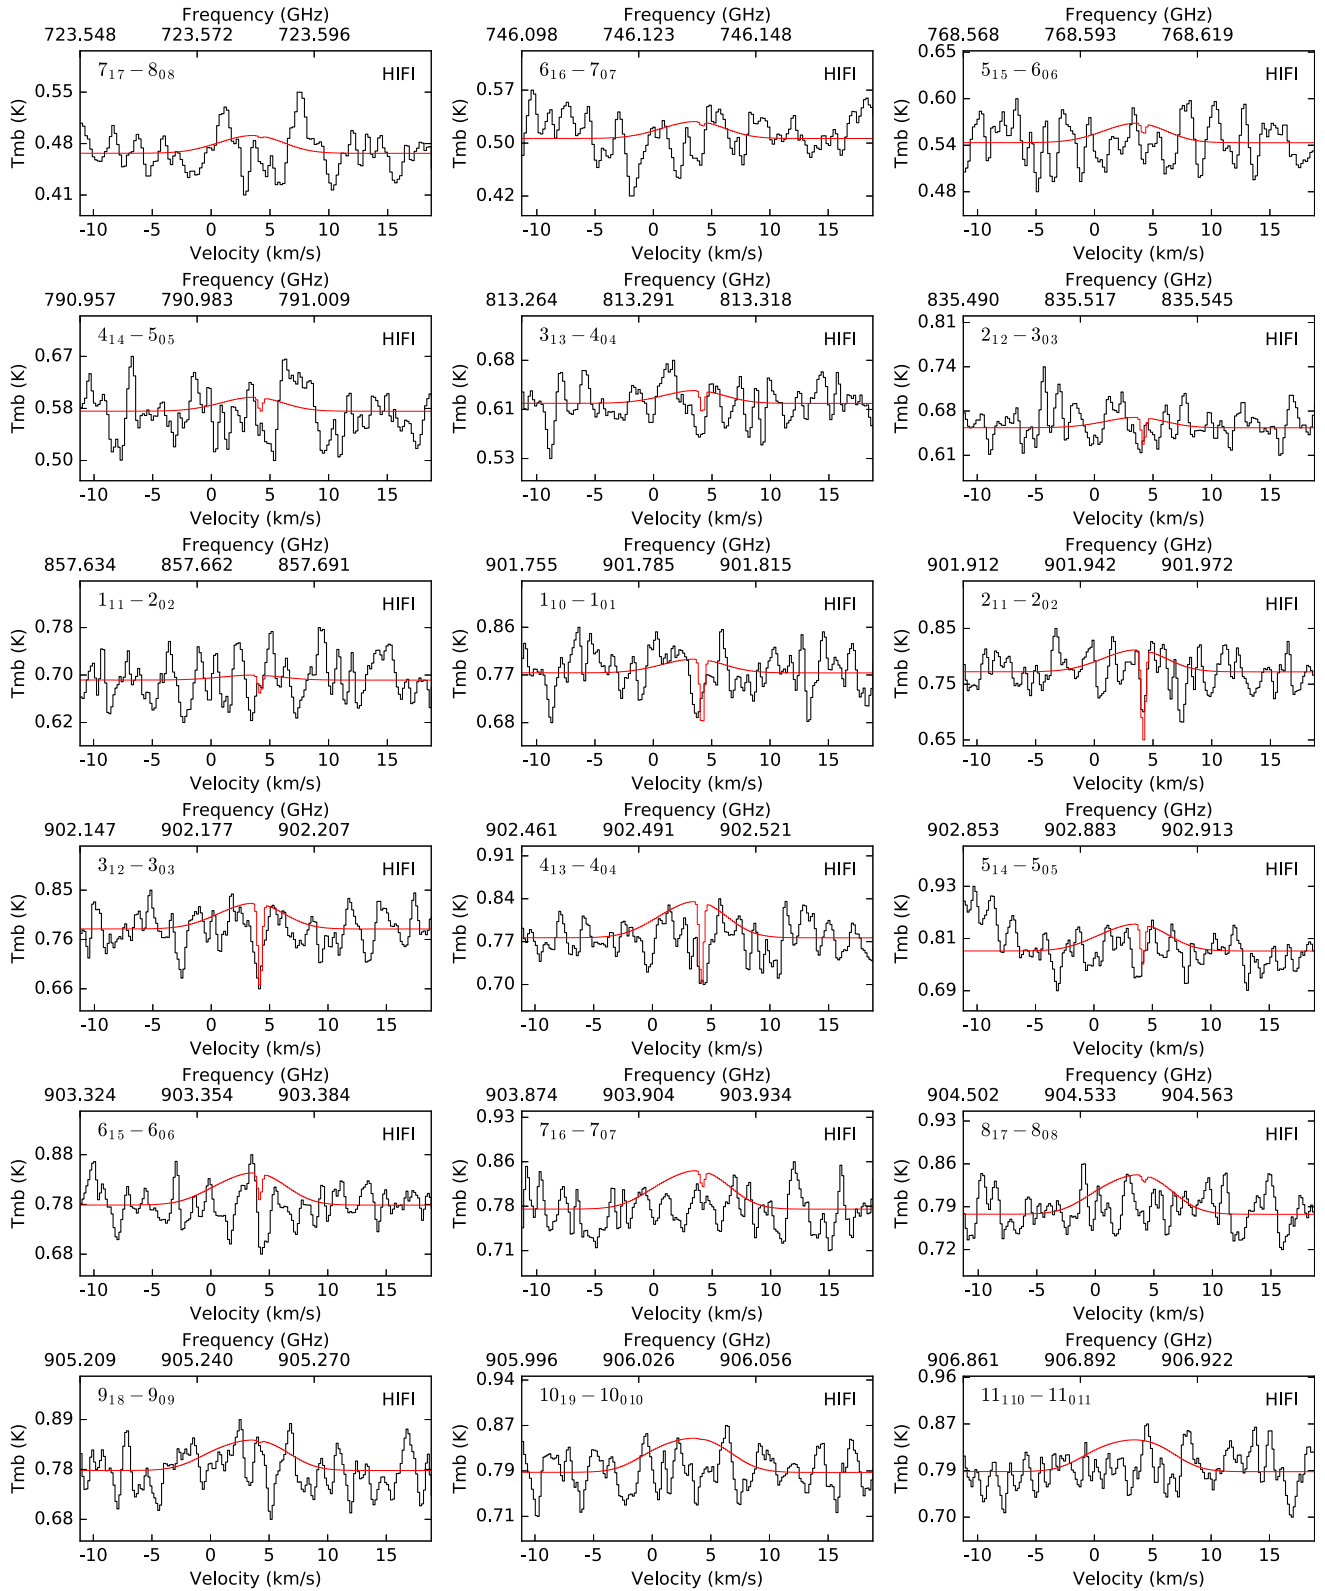 Frequency (GHz) Frequency (GHz) Frequency (GHz)
723.548 723.572 723.596 746.098 746.123 746.148 768.568 768.593 768.619
7₁₇ − 8₀₈ HIFI 6₁₆ − 7₀₇ HIFI 5₁₅ − 6₀₆ HIFI
Tmb (K) 0.55 0.48 0.41 Tmb (K) 0.57 0.50 0.42 Tmb (K) 0.65 0.60 0.54 0.48
-10 -5 0 5 10 15 -10 -5 0 5 10 15 -10 -5 0 5 10 15
Velocity (km/s) Velocity (km/s) Velocity (km/s)
Frequency (GHz) Frequency (GHz) Frequency (GHz)
790.957 790.983 791.009 813.264 813.291 813.318 835.490 835.517 835.545
4₁₄ − 5₀₅ HIFI 3₁₃ − 4₀₄ HIFI 2₁₂ − 3₀₃ HIFI
Tmb (K) 0.67 0.58 0.50 Tmb (K) 0.68 0.61 0.53 Tmb (K) 0.81 0.74 0.68 0.61
-10 -5 0 5 10 15 -10 -5 0 5 10 15 -10 -5 0 5 10 15
Velocity (km/s) Velocity (km/s) Velocity (km/s)
Frequency (GHz) Frequency (GHz) Frequency (GHz)
857.634 857.662 857.691 901.755 901.785 901.815 901.912 901.942 901.972
1₁₁ − 2₀₂ HIFI 1₁₀ − 1₀₁ HIFI 2₁₁ − 2₀₂ HIFI
Tmb (K) 0.78 0.70 0.62 Tmb (K) 0.86 0.77 0.68 Tmb (K) 0.85 0.75 0.65
-10 -5 0 5 10 15 -10 -5 0 5 10 15 -10 -5 0 5 10 15
Velocity (km/s) Velocity (km/s) Velocity (km/s)
Frequency (GHz) Frequency (GHz) Frequency (GHz)
902.147 902.177 902.207 902.461 902.491 902.521 902.853 902.883 902.913
3₁₂ − 3₀₃ HIFI 4₁₃ − 4₀₄ HIFI 5₁₄ − 5₀₅ HIFI
Tmb (K) 0.85 0.76 0.66 Tmb (K) 0.91 0.84 0.77 0.70 Tmb (K) 0.93 0.81 0.69
-10 -5 0 5 10 15 -10 -5 0 5 10 15 -10 -5 0 5 10 15
Velocity (km/s) Velocity (km/s) Velocity (km/s)
Frequency (GHz) Frequency (GHz) Frequency (GHz)
903.324 903.354 903.384 903.874 903.904 903.934 904.502 904.533 904.563
6₁₅ − 6₀₆ HIFI 7₁₆ − 7₀₇ HIFI 8₁₇ − 8₀₈ HIFI
Tmb (K) 0.88 0.78 0.68 Tmb (K) 0.93 0.86 0.78 0.71 Tmb (K) 0.93 0.86 0.79 0.72
-10 -5 0 5 10 15 -10 -5 0 5 10 15 -10 -5 0 5 10 15
Velocity (km/s) Velocity (km/s) Velocity (km/s)
Frequency (GHz) Frequency (GHz) Frequency (GHz)
905.209 905.240 905.270 905.996 906.026 906.056 906.861 906.892 906.922
9₁₈ − 9₀₉ HIFI 10₁₉ − 10₀₁₀ HIFI 11₁₁₀ − 11₀₁₁ HIFI
Tmb (K) 0.89 0.78 0.68 Tmb (K) 0.94 0.87 0.79 0.71 Tmb (K) 0.96 0.87 0.79 0.70
-10 -5 0 5 10 15 -10 -5 0 5 10 15 -10 -5 0 5 10 15
Velocity (km/s) Velocity (km/s) Velocity (km/s)